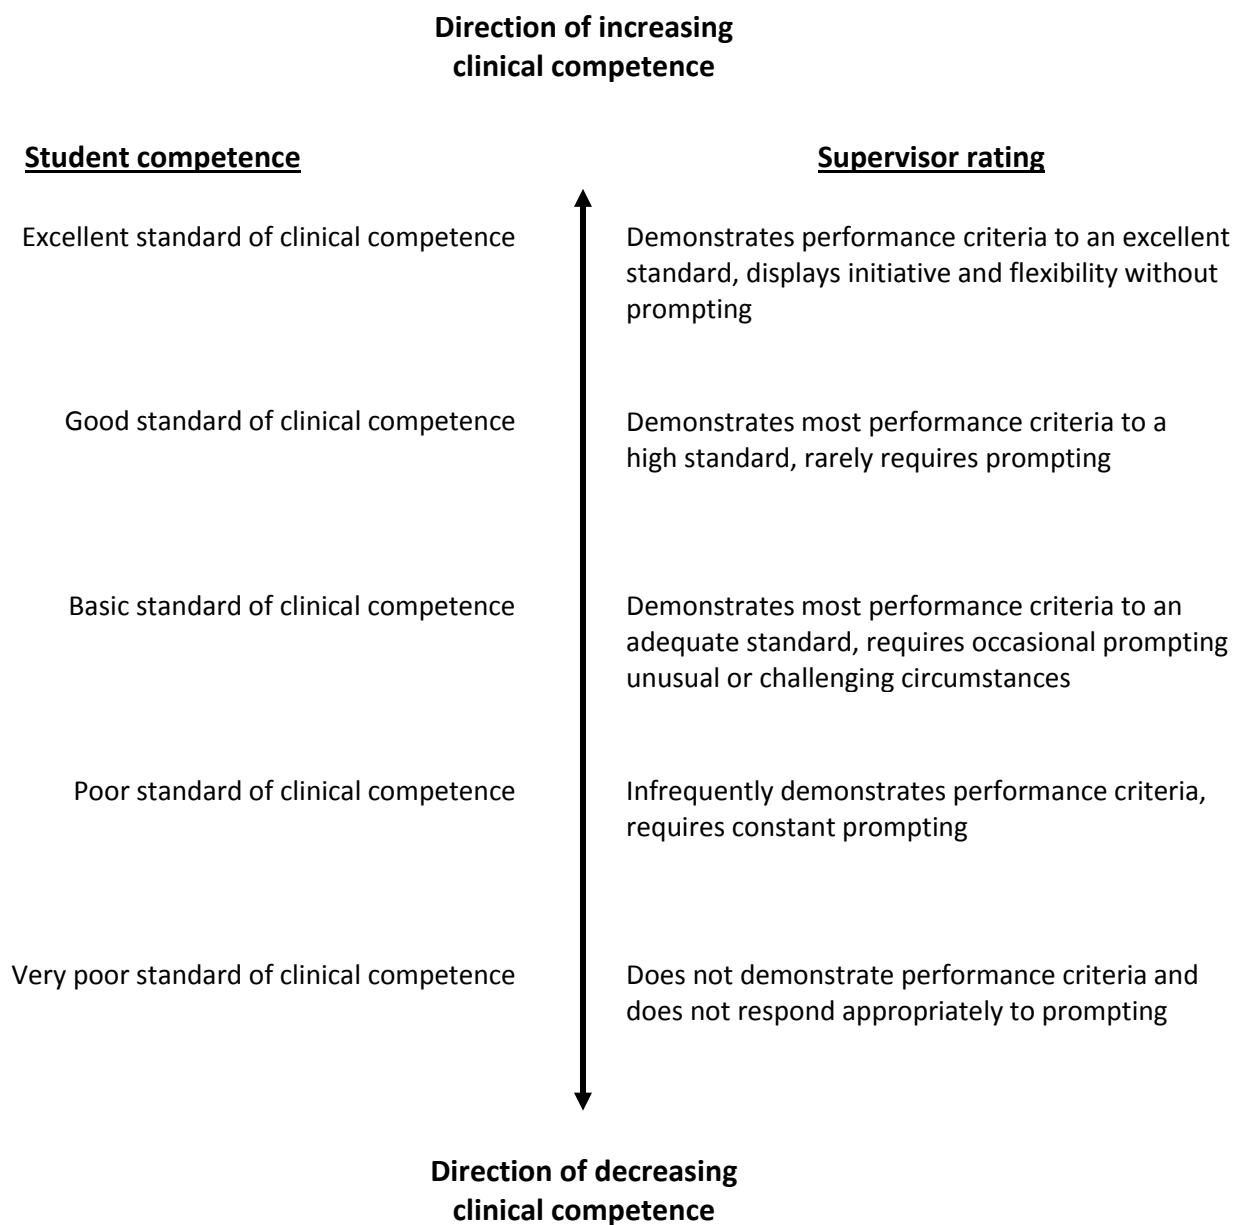 Direction of increasing
clinical competence
Student competence
Supervisor rating
Excellent standard of clinical competence
Demonstrates performance criteria to an excellent
standard, displays initiative and flexibility without
prompting
Good standard of clinical competence
Demonstrates most performance criteria to a
high standard, rarely requires prompting
Basic standard of clinical competence
Demonstrates most performance criteria to an
adequate standard, requires occasional prompting
unusual or challenging circumstances
Poor standard of clinical competence
Infrequently demonstrates performance criteria,
requires constant prompting
Very poor standard of clinical competence
Does not demonstrate performance criteria and
does not respond appropriately to prompting
Direction of decreasing
clinical competence